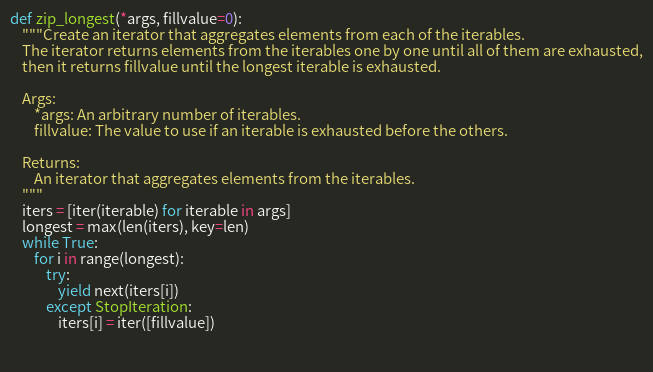 def zip_longest(*args, fillvalue=0):
    """Create an iterator that aggregates elements from each of the iterables.
    The iterator returns elements from the iterables one by one until all of them are exhausted,
    then it returns fillvalue until the longest iterable is exhausted.

    Args:
        *args: An arbitrary number of iterables.
        fillvalue: The value to use if an iterable is exhausted before the others.

    Returns:
        An iterator that aggregates elements from the iterables.
    """
    iters = [iter(iterable) for iterable in args]
    longest = max(len(iters), key=len)
    while True:
        for i in range(longest):
            try:
                yield next(iters[i])
            except StopIteration:
                iters[i] = iter([fillvalue])